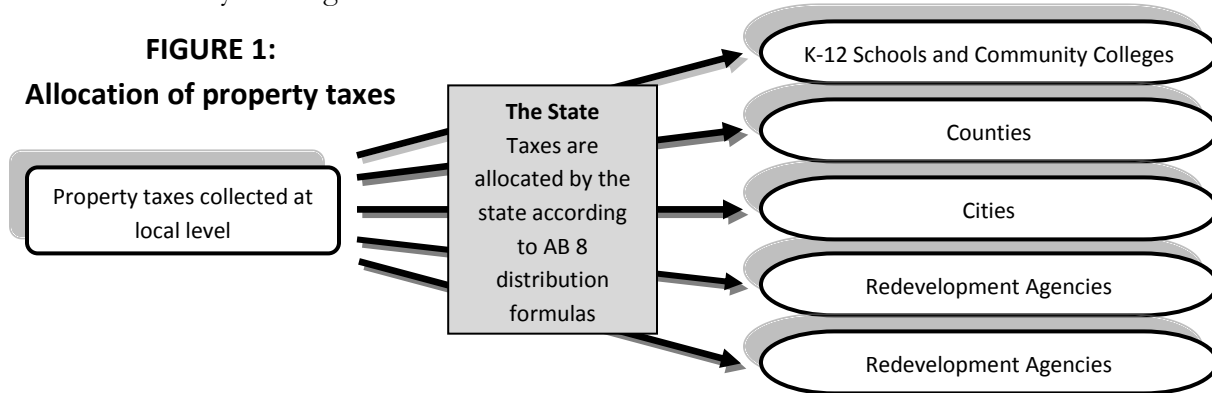 FIGURE 1:
Allocation of property taxes
Property taxes collected at
local level
The State
Taxes are
allocated by the
state according
to AB 8
distribution
formulas
K-12 Schools and Community Colleges
Counties
Cities
Redevelopment Agencies
Redevelopment Agencies